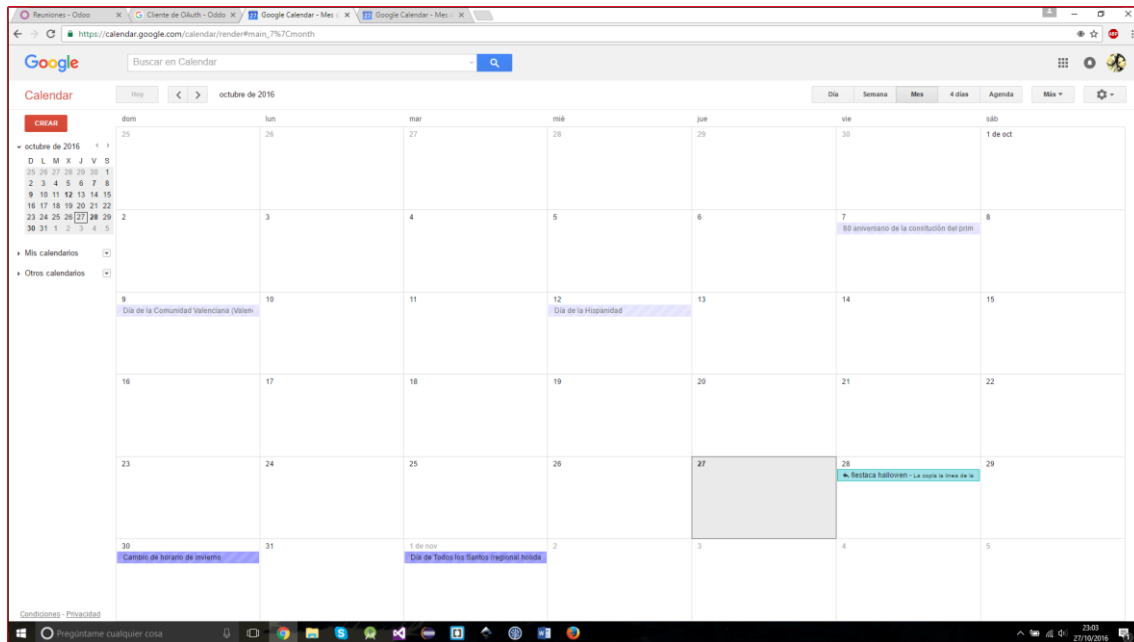 Reuniones - Odoo
Cliente de OAuth - Oddo
Google Calendar - Mes
Google Calendar - Mes
https://calendar.google.com/calendar/render#main_7%7Cmonth
Google
Buscar en Calendar
Calendar
Hoy
octubre de 2016
Día Semana Mes 4 días Agenda Más
CREAR
octubre de 2016
D L M X J V S
25 26 27 28 29 30 1
2 3 4 5 6 7 8
9 10 11 12 13 14 15
16 17 18 19 20 21 22
23 24 25 26 27 28 29
30 31 1 2 3 4 5
Mis calendarios
Otros calendarios
dom lun mar mié jue vie sáb
25 26 27 28 29 30 1 de oct
2 3 4 5 6 7 8
80 aniversario de la constitución del prim
9 10 11 12 13 14 15
Día de la Comunidad Valenciana (Valen
Día de la Hispanidad
16 17 18 19 20 21 22
23 24 25 26 27 28 29
fiestaca hallowen - La copia la linea de la
30 31 1 de nov 2 3 4 5
Cambio de horario de invierno
Día de Todos los Santos (regional holida
Condiciones - Privacidad
Pregúntame cualquier cosa
23:03
27/10/2016